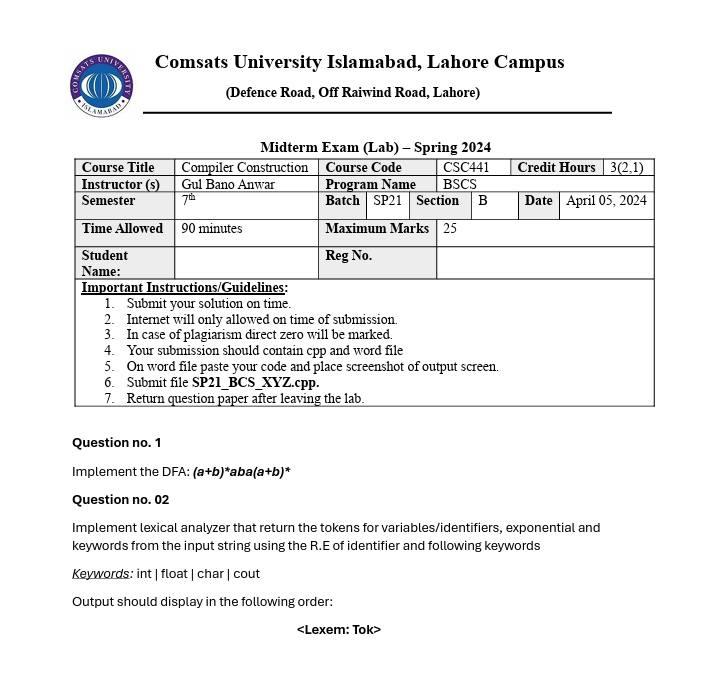 Comsats University Islamabad, Lahore Campus
(Defence Road, Off Raiwind Road, Lahore)
COMSATS UNIVERSITY
ISLAMABAD
Midterm Exam (Lab) – Spring 2024
Course Title Compiler Construction Course Code CSC441 Credit Hours 3(2,1)
Instructor (s) Gul Bano Anwar Program Name BSCS
Semester 7th Batch SP21 Section B Date April 05, 2024
Time Allowed 90 minutes Maximum Marks 25
Student Reg No.
Name:
Important Instructions/Guidelines:
1. Submit your solution on time.
2. Internet will only allowed on time of submission.
3. In case of plagiarism direct zero will be marked.
4. Your submission should contain cpp and word file
5. On word file paste your code and place screenshot of output screen.
6. Submit file SP21_BCS_XYZ.cpp.
7. Return question paper after leaving the lab.
Question no. 1
Implement the DFA: (a+b)*aba(a+b)*
Question no. 02
Implement lexical analyzer that return the tokens for variables/identifiers, exponential and
keywords from the input string using the R.E of identifier and following keywords
Keywords: int | float | char | cout
Output should display in the following order:
<Lexem: Tok>